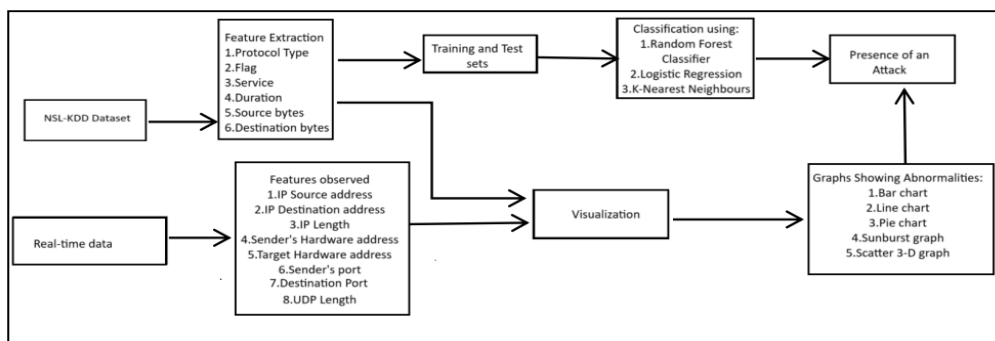 Feature Extraction
1.Protocol Type
2.Flag
3.Service
4.Duration
5.Source bytes
6.Destination bytes
Training and Test
sets
Classification using:
1.Random Forest
Classifier
2.Logistic Regression
3.K-Nearest Neighbours
Presence of an
Attack
NSL-KDD Dataset
Features observed
1.IP Source address
2.IP Destination address
3.IP Length
4.Sender's Hardware address
5.Target Hardware address
6.Sender's port
7.Destination Port
8.UDP Length
Visualization
Graphs Showing Abnormalities:
1.Bar chart
2.Line chart
3.Pie chart
4.Sunburst graph
5.Scatter 3-D graph
Real-time data